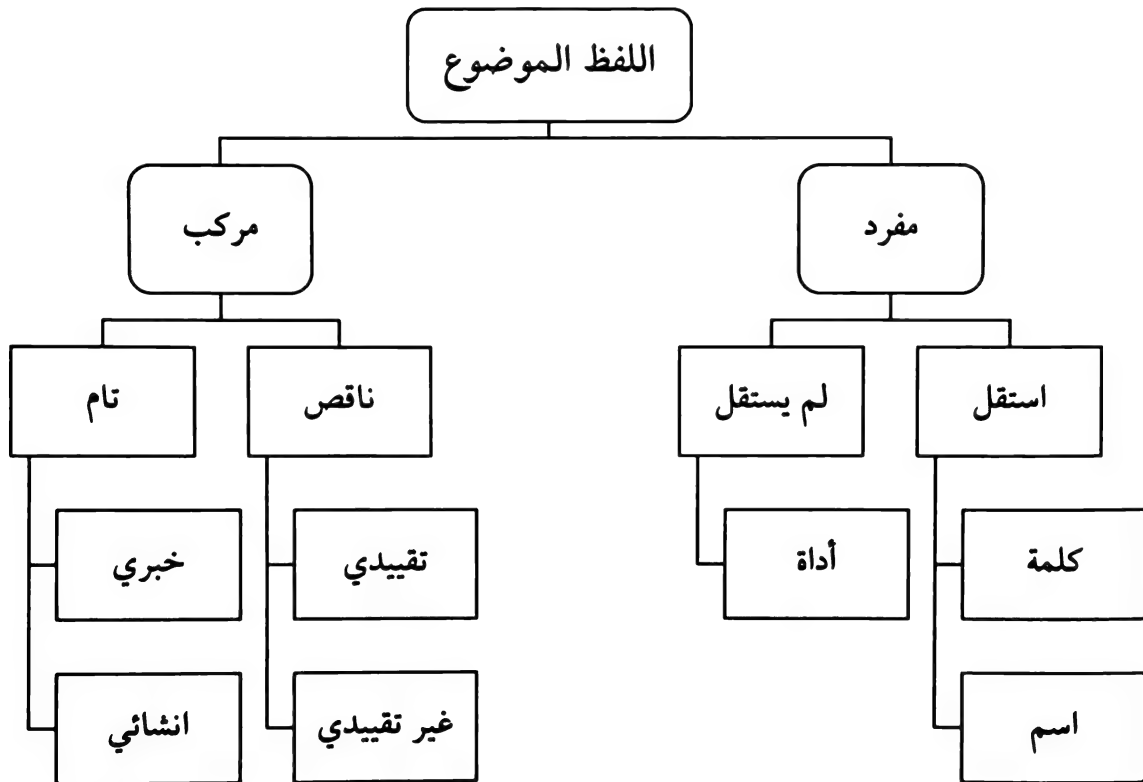 اللفظ الموضوع
مفرد
مركب
استقل
لم يستقل
ناقص
تام
كلمة
أداة
تقييدي
خبري
اسم
غير تقييدي
انشائي